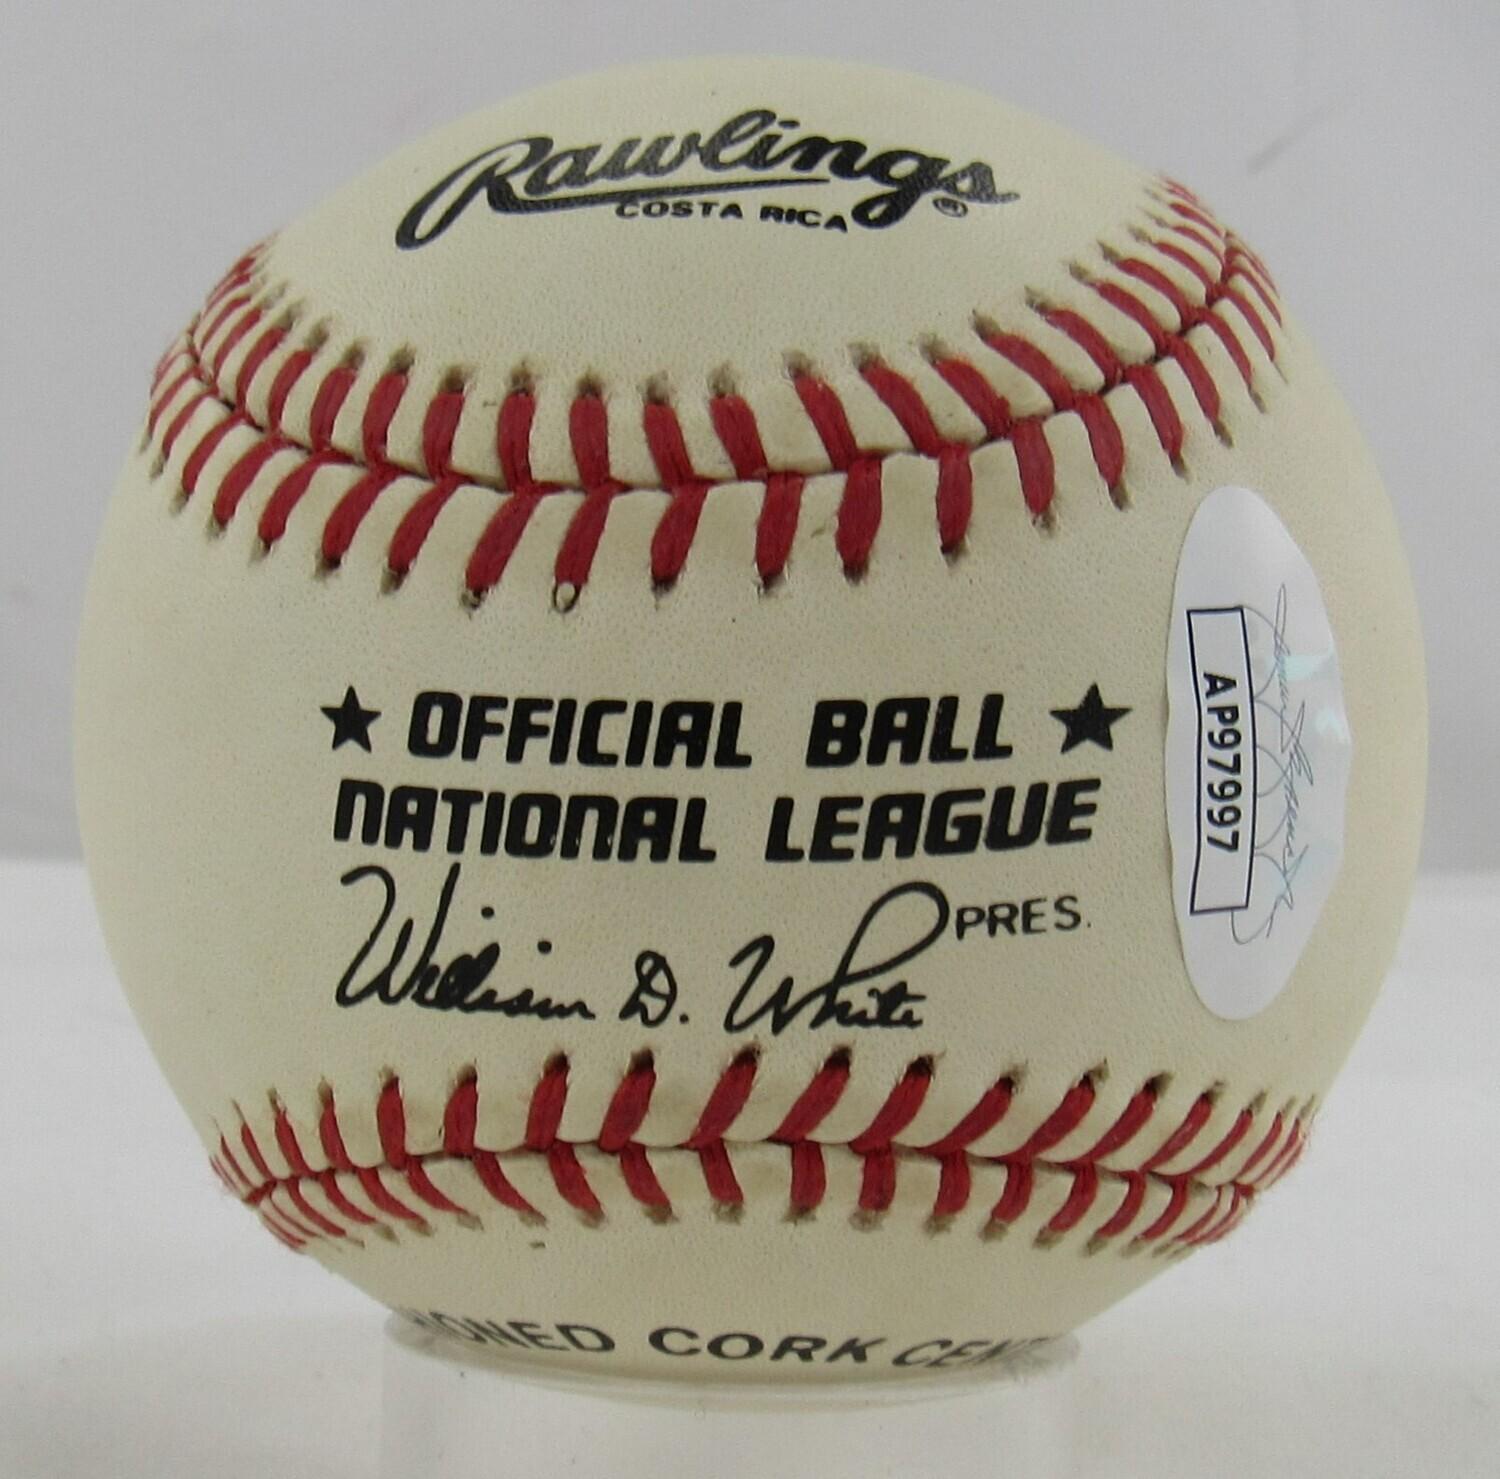 Rawlings®
COSTA RICA
★ OFFICIAL BALL ★
NATIONAL LEAGUE
William D. White PRES.
AP97997
CORK